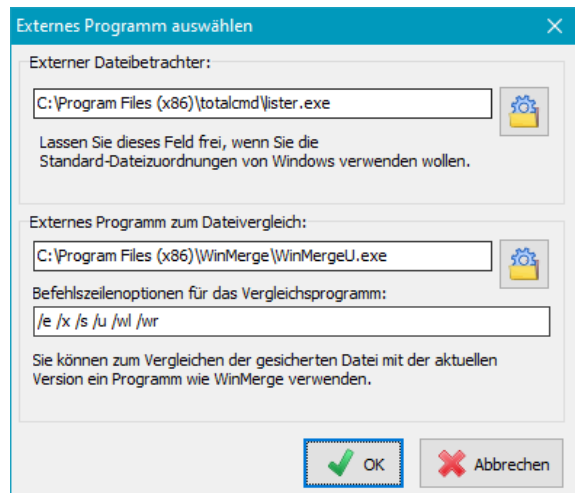 Externes Programm auswählen
Externer Dateibetrachter:
C:\Program Files (x86)\totalcmd\lister.exe
Lassen Sie dieses Feld frei, wenn Sie die
Standard-Dateizuordnungen von Windows verwenden wollen.
Externes Programm zum Dateivergleich:
C:\Program Files (x86)\WinMerge\WinMergeU.exe
Befehlszeilenoptionen für das Vergleichsprogramm:
/e /x /s /u /wl /wr
Sie können zum Vergleichen der gesicherten Datei mit der aktuellen
Version ein Programm wie WinMerge verwenden.
OK
Abbrechen